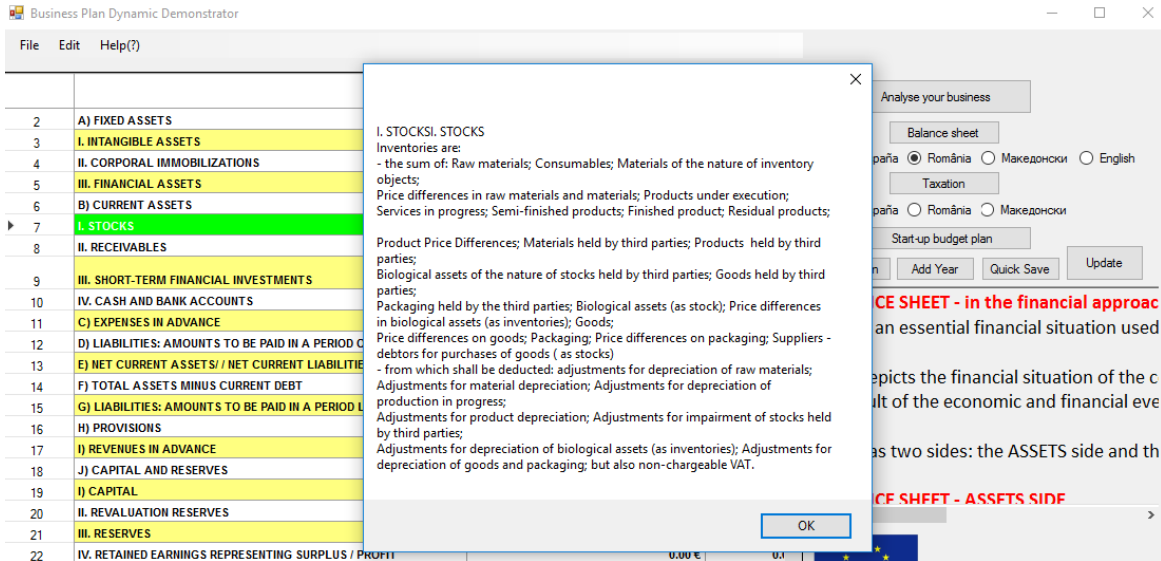 Business Plan Dynamic Demonstrator
File Edit Help(?)
2 A) FIXED ASSETS
3 I. INTANGIBLE ASSETS
4 II. CORPORAL IMMOBILIZATIONS
5 III. FINANCIAL ASSETS
6 B) CURRENT ASSETS
7 I. STOCKS
8 II. RECEIVABLES
9 III. SHORT-TERM FINANCIAL INVESTMENTS
10 IV. CASH AND BANK ACCOUNTS
11 C) EXPENSES IN ADVANCE
12 D) LIABILITIES: AMOUNTS TO BE PAID IN A PERIOD
13 E) NET CURRENT ASSETS/ / NET CURRENT LIABILITIE
14 F) TOTAL ASSETS MINUS CURRENT DEBT
15 G) LIABILITIES: AMOUNTS TO BE PAID IN A PERIOD
16 H) PROVISIONS
17 I) REVENUES IN ADVANCE
18 J) CAPITAL AND RESERVES
19 I) CAPITAL
20 II. REVALUATION RESERVES
21 III. RESERVES
22 IV. RETAINED EARNINGS REPRESENTING SURPLUS / PROFIT 0.00 €
I. STOCKSI. STOCKS
Inventories are:
- the sum of: Raw materials; Consumables; Materials of the nature of inventory
objects;
Price differences in raw materials and materials; Products under execution;
Services in progress; Semi-finished products; Finished product; Residual products;
Product Price Differences; Materials held by third parties; Products held by third
parties;
Biological assets of the nature of stocks held by third parties; Goods held by third
parties;
Packaging held by the third parties; Biological assets (as stock); Price differences
in biological assets (as inventories); Goods;
Price differences on goods; Packaging; Price differences on packaging; Suppliers -
debtors for purchases of goods ( as stocks)
- from which shall be deducted: adjustments for depreciation of raw materials;
Adjustments for material depreciation; Adjustments for depreciation of
production in progress;
Adjustments for product depreciation; Adjustments for impairment of stocks held
by third parties;
Adjustments for depreciation of biological assets (as inventories); Adjustments for
depreciation of goods and packaging; but also non-chargeable VAT.
OK
Analyse your business
Balance sheet
paña România Македонски English
Taxation
paña România Македонски
Start-up budget plan
n Add Year Quick Save Update
CE SHEET - in the financial approac
an essential financial situation used
epicts the financial situation of the c
ult of the economic and financial eve
as two sides: the ASSETS side and th
CE SHEET - ASSETS SIDE